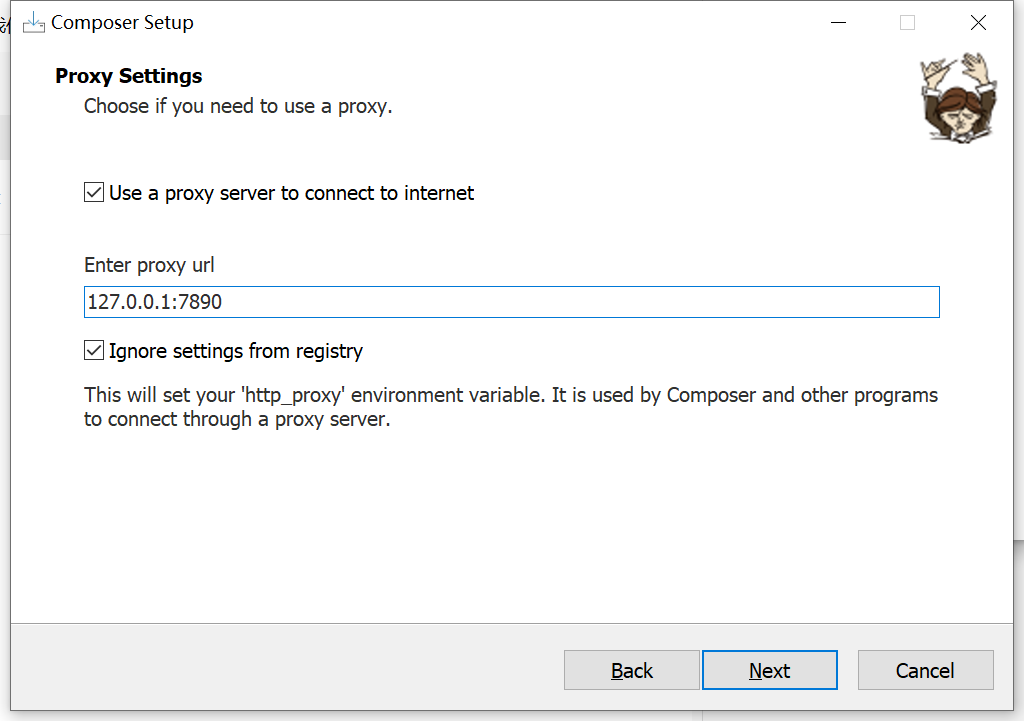 Composer Setup
Proxy Settings
Choose if you need to use a proxy.
Use a proxy server to connect to internet
Enter proxy url
127.0.0.1:7890
Ignore settings from registry
This will set your 'http_proxy' environment variable. It is used by Composer and other programs
to connect through a proxy server.
Back
Next
Cancel